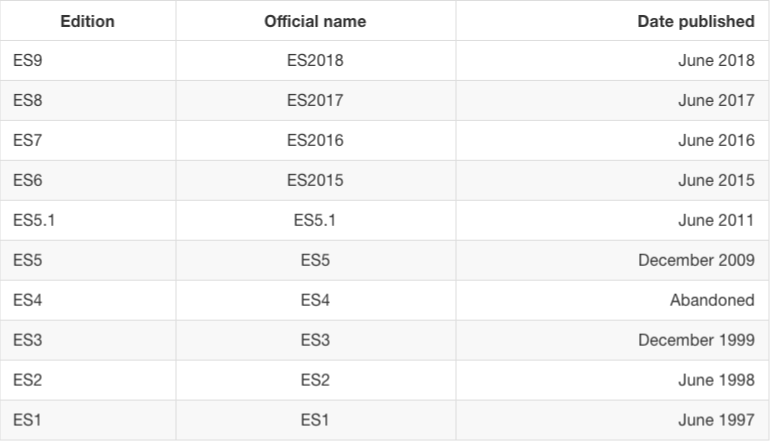 Edition Official name Date published
ES9 ES2018 June 2018
ES8 ES2017 June 2017
ES7 ES2016 June 2016
ES6 ES2015 June 2015
ES5.1 ES5.1 June 2011
ES5 ES5 December 2009
ES4 ES4 Abandoned
ES3 ES3 December 1999
ES2 ES2 June 1998
ES1 ES1 June 1997